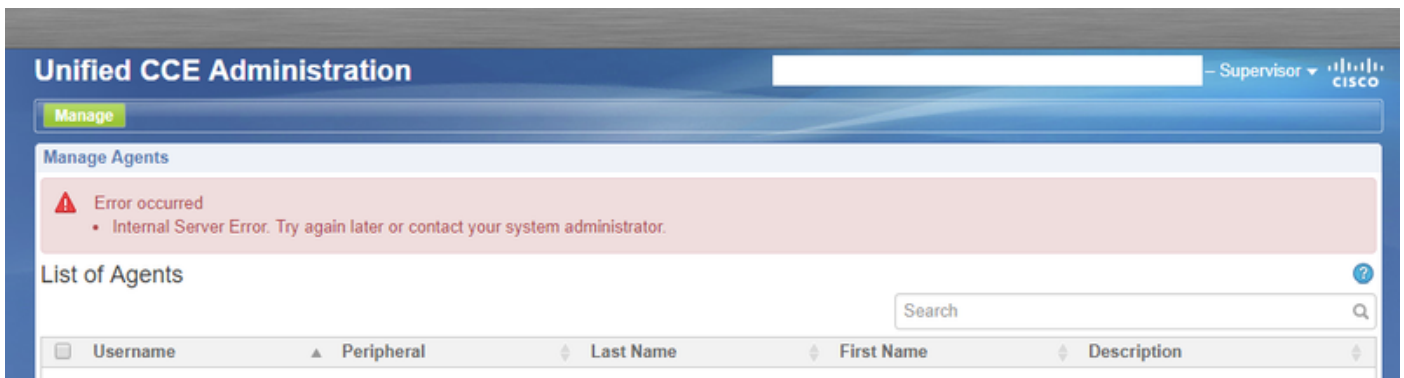 Unified CCE Administration
– Supervisor
CISCO
Manage
Manage Agents
Error occurred
• Internal Server Error. Try again later or contact your system administrator.
List of Agents
?
Search
Username Peripheral Last Name First Name Description